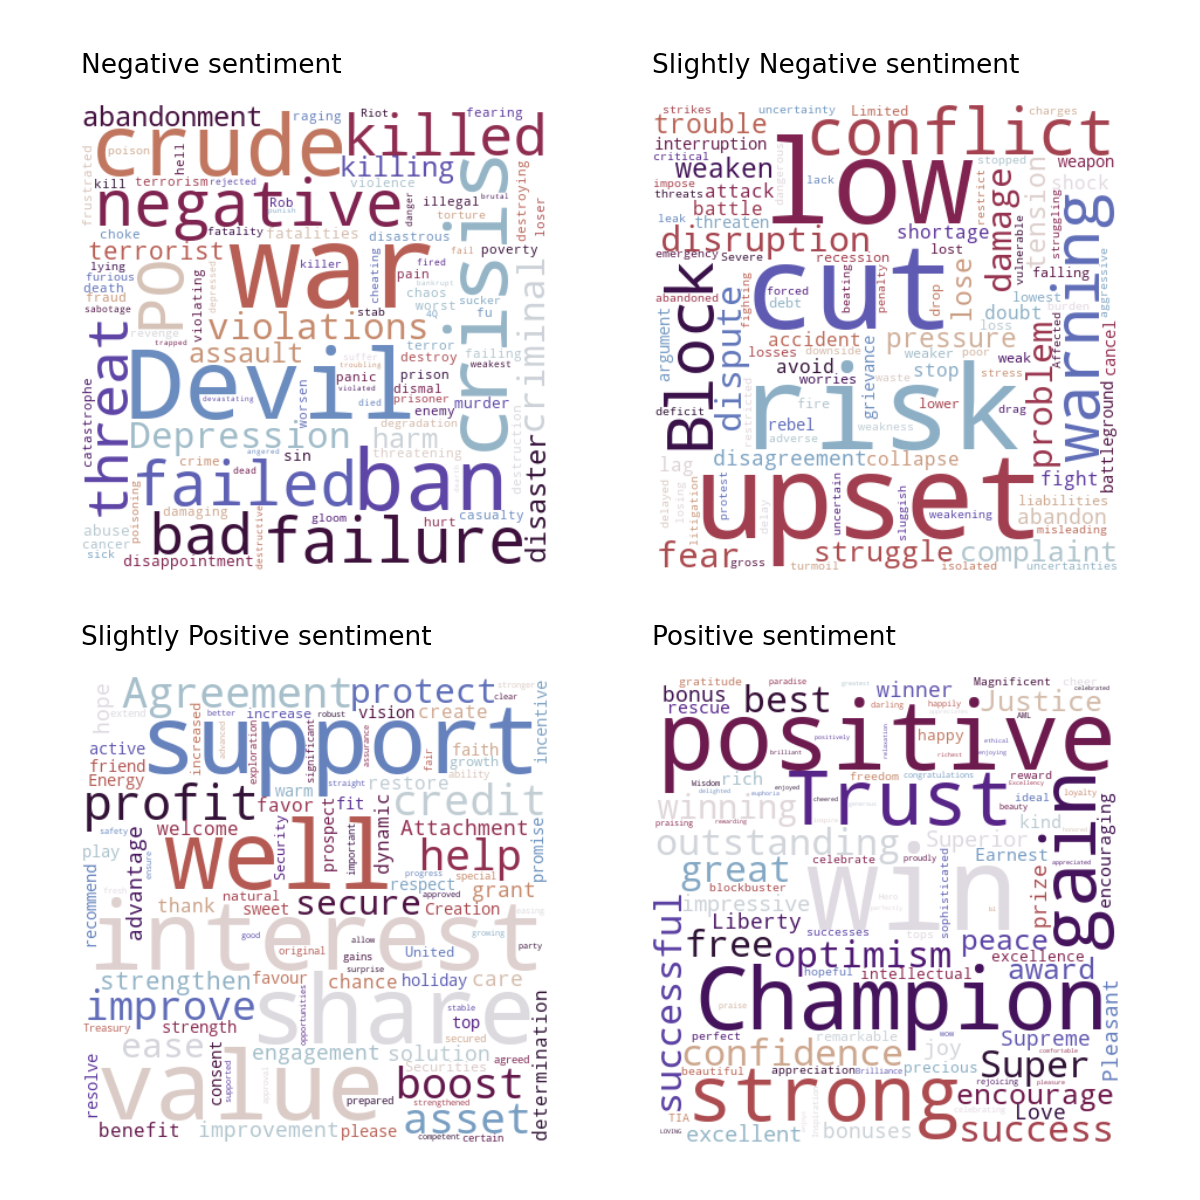 Negative sentiment
abandonment
crude
raging
Riot
fearing
killed
poison
hell
killing
frustrated
kill
terrorism
rejected
violence
crisis
destroying
negative
Rob
punish
danger
illegal
brutal
torture
loser
choke
fatality
fatalities
disastrous
fail
poverty
terrorist
war
lying
furious
death
fraud
sabotage
PO
violating
depressed
killer
cheating
fired
pain
bankrupt
chaos
worst
sucker
fu
stab
criminal
revenge
trapped
violations
threat
assault
terror
destroy
failing
weakest
suffer
troubling
Devil
panic
violated
prison
dismal
prisoner
enemy
murder
devastating
worsen
died
catastrophe
degradation
Depression
harm
threatening
angered
sin
destruction
crime
dead
death
disaster
failed
ban
damaging
poisoning
gloom
hurt
casualty
abuse
cancer
sick
bad
failure
destructive
disappointment
Slightly Negative sentiment
strikes
uncertainty
Limited
charges
trouble
conflict
interruption
critical
low
dangerous
weaken
lack
stopped
weapon
impose
threats
attack
restrict
damage
tension
shock
leak
battle
threaten
shortage
vulnerable
struggling
warning
disruption
lost
emergency
Severe
recession
falling
aggressive
Block
cut
forced
debt
beating
penalty
drop
lose
abandoned
fighting
dispute
argument
lowest
burden
doubt
loss
accident
pressure
problem
Affected
cancel
losses
downside
grievance
weaker
poor
weak
avoid
worries
waste
stop
stress
risk
restricted
deficit
fire
lower
drag
rebel
adverse
weakness
battleground
lag
disagreement
collapse
fight
upset
delayed
losing
litigation
protest
delay
uncertain
sluggish
weakening
liabilities
abandon
misleading
fear
gross
struggle
complaint
turmoil
isolated
uncertainties
Slightly Positive sentiment
hope
Agreement
protect
stronger
clear
incentive
extend
better
increase
robust
vision
create
increased
advanced
support
exploration
significant
assurance
active
friend
Energy
fair
faith
growth
ability
straight
warm
restore
profit
favor
fit
credit
safety
welcome
well
Security
prospect
important
dynamic
Attachment
promise
play
advantage
ensure
help
recommend
progress
special
fresh
natural
respect
approved
grant
thank
sweet
secure
Creation
interest
good
allow
growing
party
original
gains
United
surprise
strengthen
favour
chance
holiday
care
improve
share
opportunities
stable
Treasury
strength
top
secured
determination
ease
engagement
solution
agreed
resolve
consent
supported
value
approval
Securities
boost
prepared
strengthened
asset
benefit
improvement
please
competent
certain
Positive sentiment
gratitude
paradise
greatest
Magnificent
cheer
celebrated
bonus
best
winner
rescue
darling
happily
appreciates
Justice
AML
positive
positively
relaxation
happy
ethical
brilliant
richest
enjoying
Wisdom
rich
delighted
euphoria
enjoyed
Trust
freedom
congratulations
reward
Excellency
gain
winning
cheered
ideal
loyalty
beauty
encouraging
praising
rewarding
kind
outstanding
Superior
celebrate
proudly
Earnest
appreciated
great
blockbuster
win
sophisticated
prize
impressive
Hero
Liberty
successes
tops
successful
free
optimism
peace
excellence
hopeful
intellectual
award
Champion
Pleasant
praise
perfect
remarkable
wow
Supreme
confidence
joy
comfortable
beautiful
appreciation
Brilliance
precious
Super
rejoicing
pleasure
strong
encourage
TIA
celebrating
Love
LOVING
excellent
Inspiration
bonuses
success